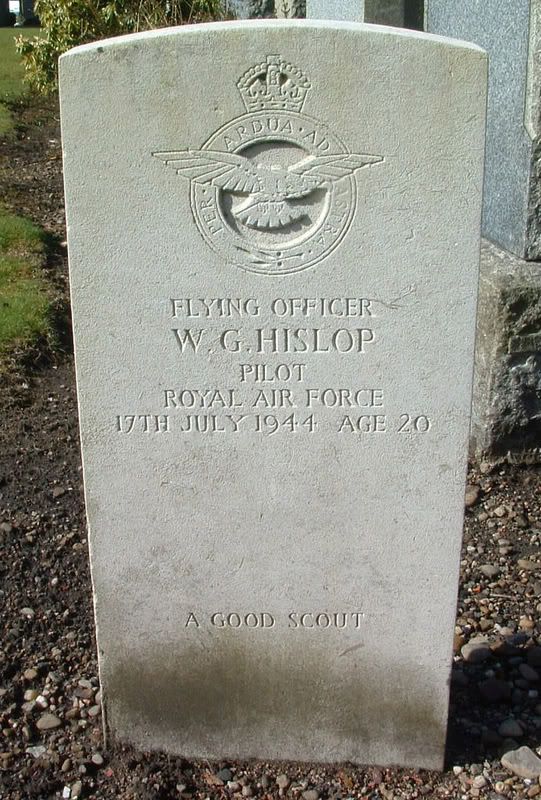 PER · ARDUA · AD ASTRA
FLYING OFFICER
W. G. HISLOP
PILOT
ROYAL AIR FORCE
17TH JULY 1944 AGE 20
A GOOD SCOUT